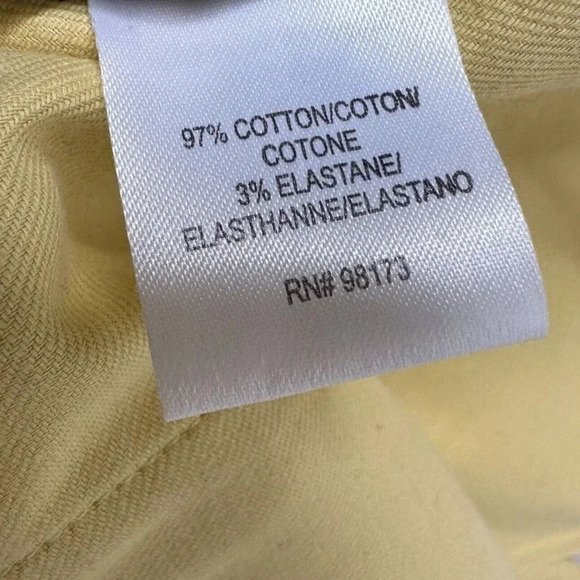 97% COTTON/COTON/
COTONE
3% ELASTANE/
ELASTHANNE/ELASTANO
RN# 98173